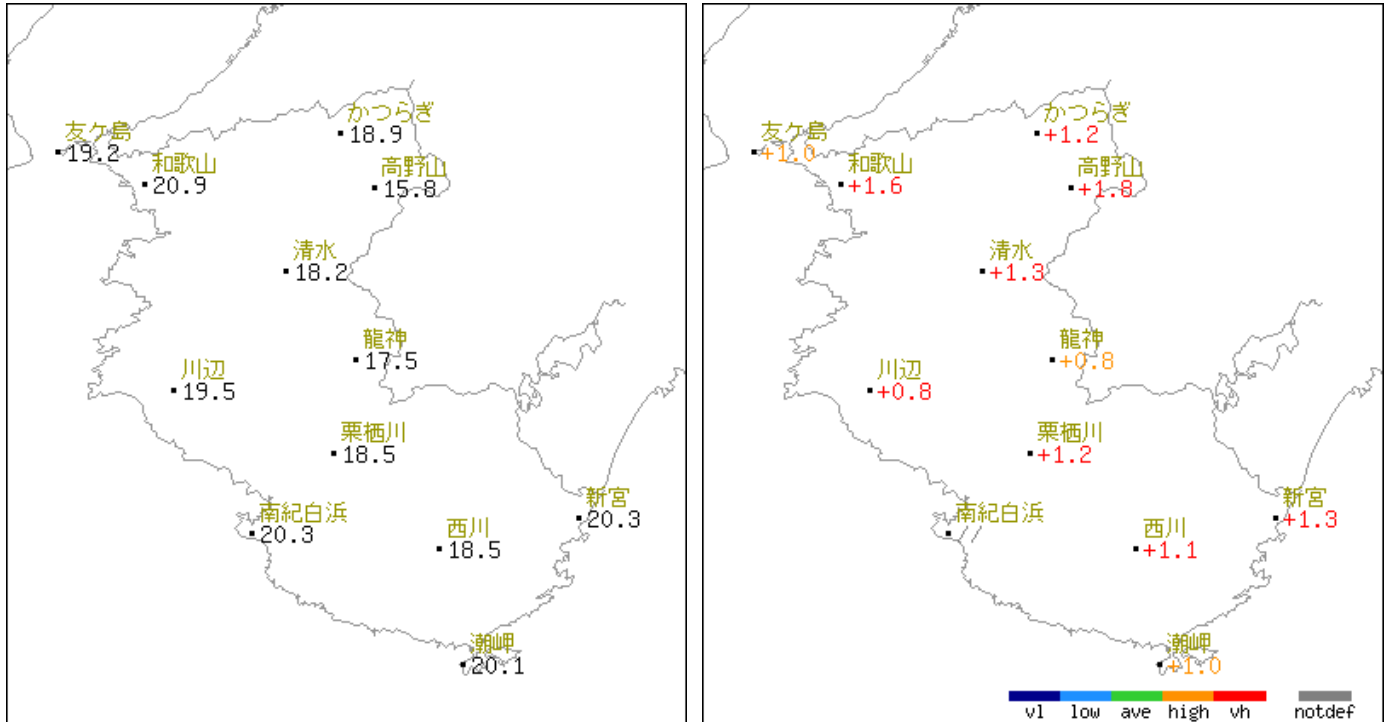 かつらぎ
18.9
友ケ島
19.2
和歌山
20.9
高野山
15.8
清水
18.2
龍神
17.5
川辺
19.5
栗栖川
18.5
新宮
20.3
南紀白浜
20.3
西川
18.5
潮岬
20.1
かつらぎ
+1.2
友ケ島
+1.0
和歌山
+1.6
高野山
+1.8
清水
+1.3
龍神
+0.8
川辺
+0.8
栗栖川
+1.2
新宮
+1.3
南紀白浜
//
西川
+1.1
潮岬
+1.0
vl low ave high vh notdef